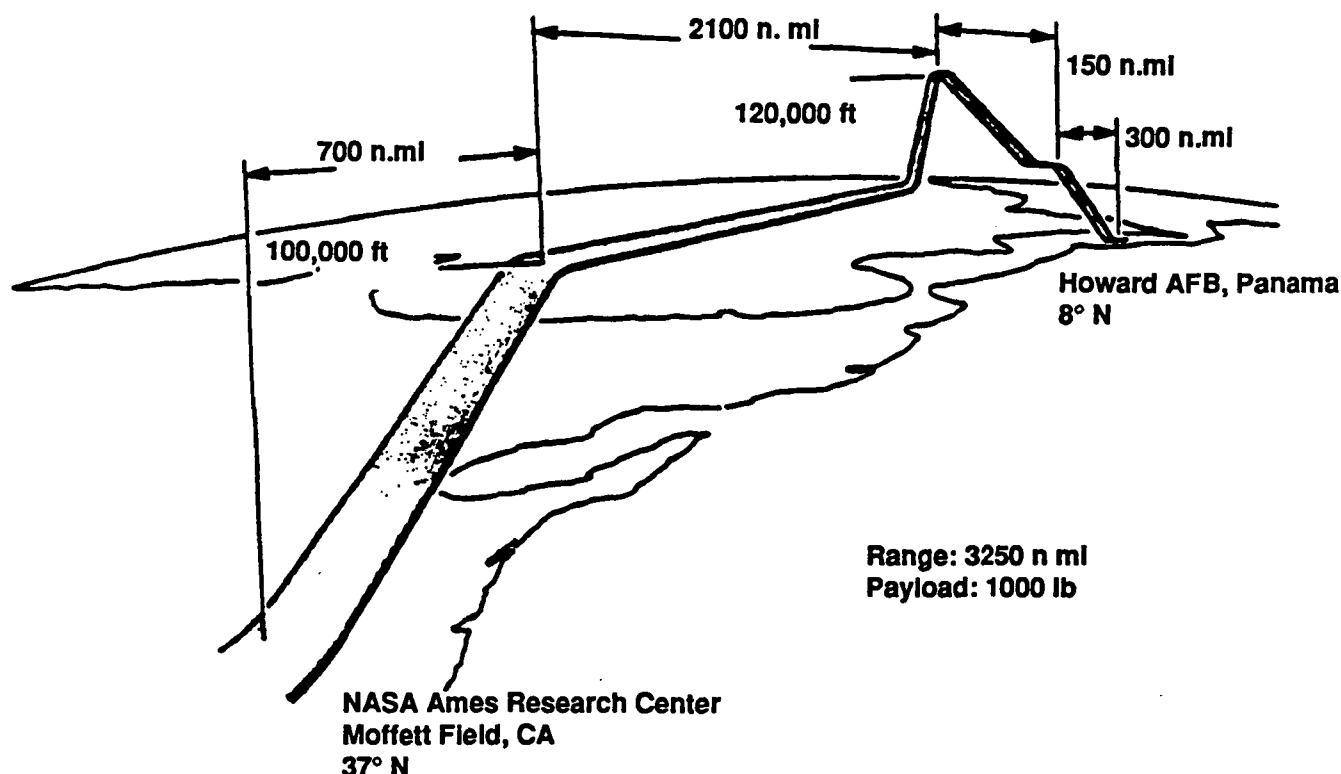 2100 n. mi
150 n.mi
120,000 ft
300 n.mi
700 n.mi
100,000 ft
Howard AFB, Panama
8° N
Range: 3250 n mi
Payload: 1000 lb
NASA Ames Research Center
Moffett Field, CA
37° N